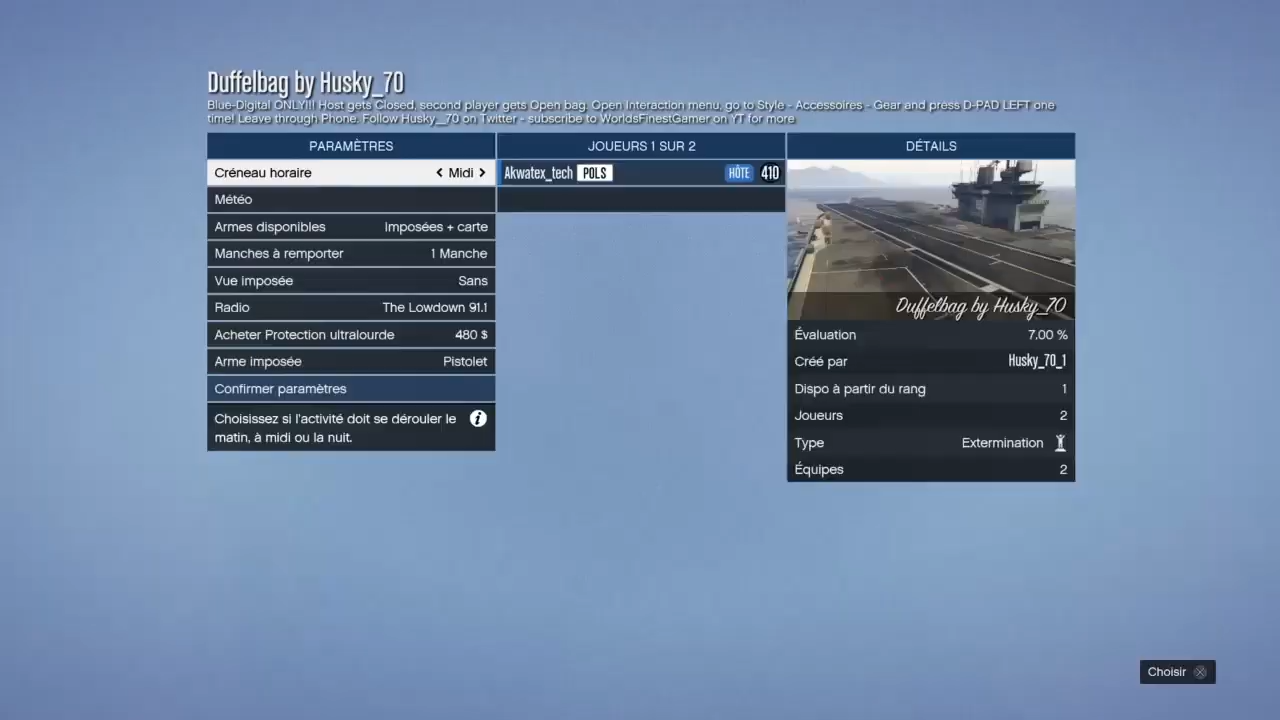 Duffelbag by Husky_70
Blue-Digital ONLY!!! Host gets Closed, second player gets Open bag. Open Interaction menu, go to Style - Accessoires - Gear and press D-PAD LEFT one
time! Leave through Phone. Follow Husky__70 on Twitter - subscribe to WorldsFinestGamer on YT for more
PARAMÈTRES
Créneau horaire Midi
Météo
Armes disponibles Imposées + carte
Manches à remporter 1 Manche
Vue imposée Sans
Radio The Lowdown 91.1
Acheter Protection ultralourde 480 $
Arme imposée Pistolet
Confirmer paramètres
Choisissez si l'activité doit se dérouler le
matin, à midi ou la nuit.
JOUEURS 1 SUR 2
Akwatex_tech POLS HÔTE 410
DÉTAILS
Duffelbag by Husky_70
Évaluation 7.00 %
Créé par Husky_70_1
Dispo à partir du rang 1
Joueurs 2
Type Extermination
Équipes 2
Choisir